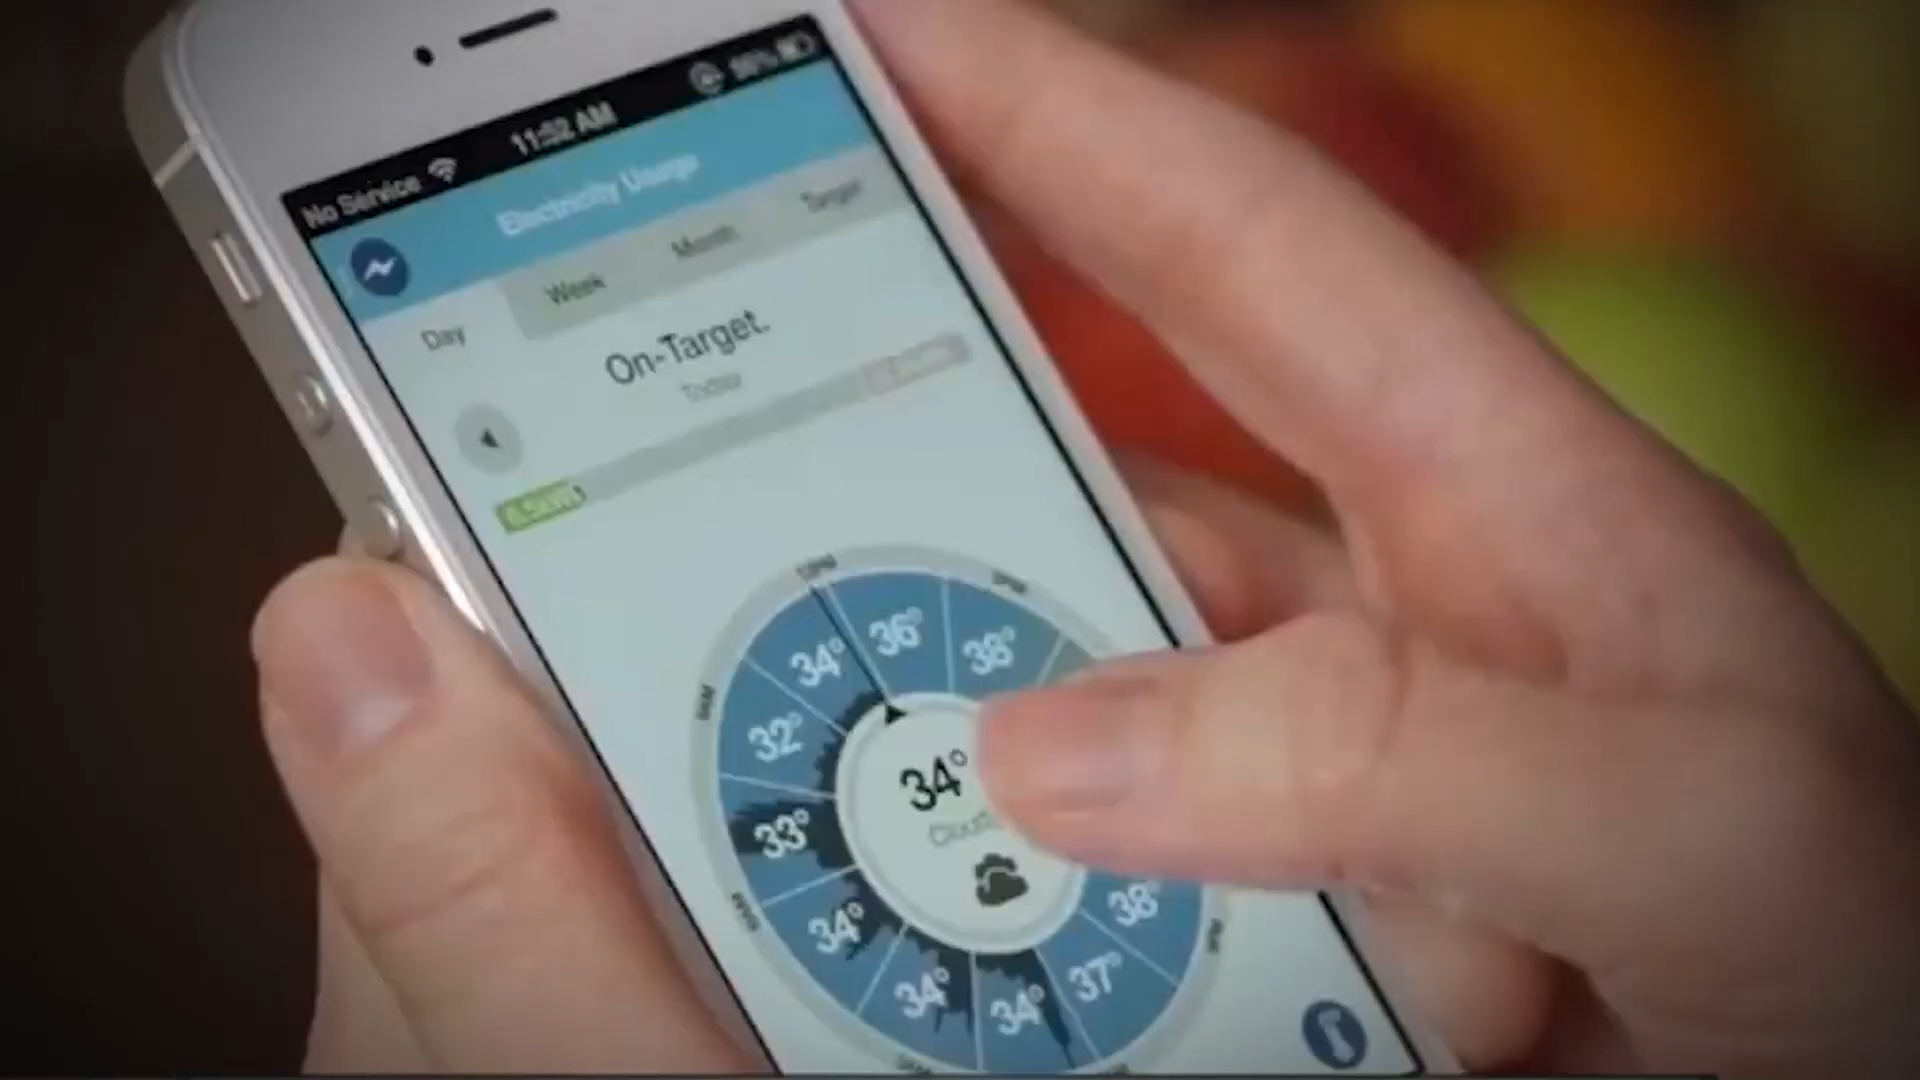 No Service 11:52 AM
Electricity Usage
Day Week Month Target
On-Target.
Today
34° 36° 38°
32°
34°
33°
34° 38°
34° 34° 37°